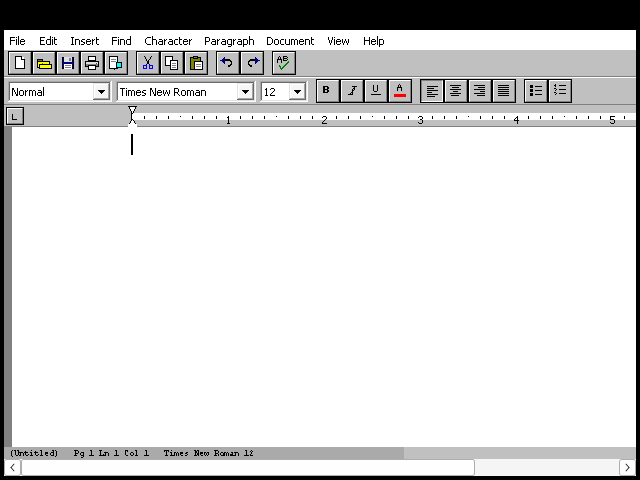 File Edit Insert Find Character Paragraph Document View Help
AB
Normal Times New Roman 12 B I U A
L 1 2 3 4 5
(Untitled) Pg 1 Ln 1 Col 1 Times New Roman 12